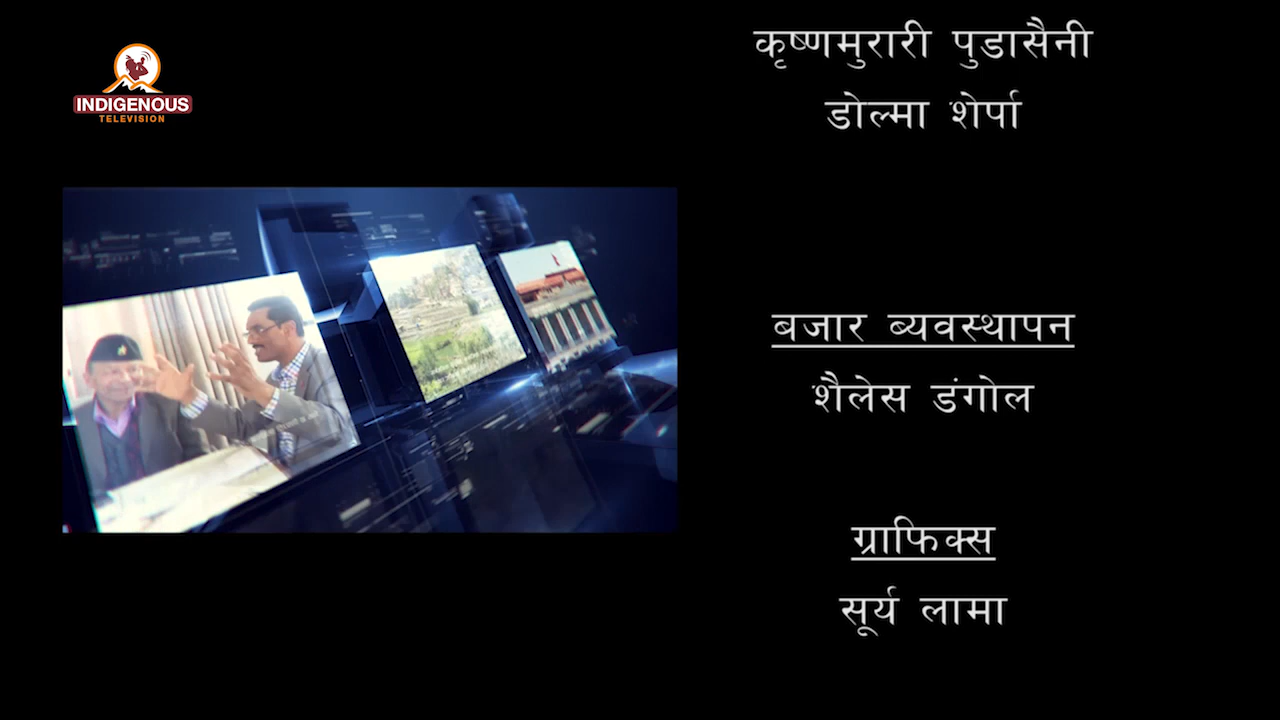 INDIGENOUS
TELEVISION
कृष्णमुरारी पुडासैनी
डोल्मा शेर्पा
बजार ब्यवस्थापन
शैलेस डंगोल
ग्राफिक्स
सूर्य लामा